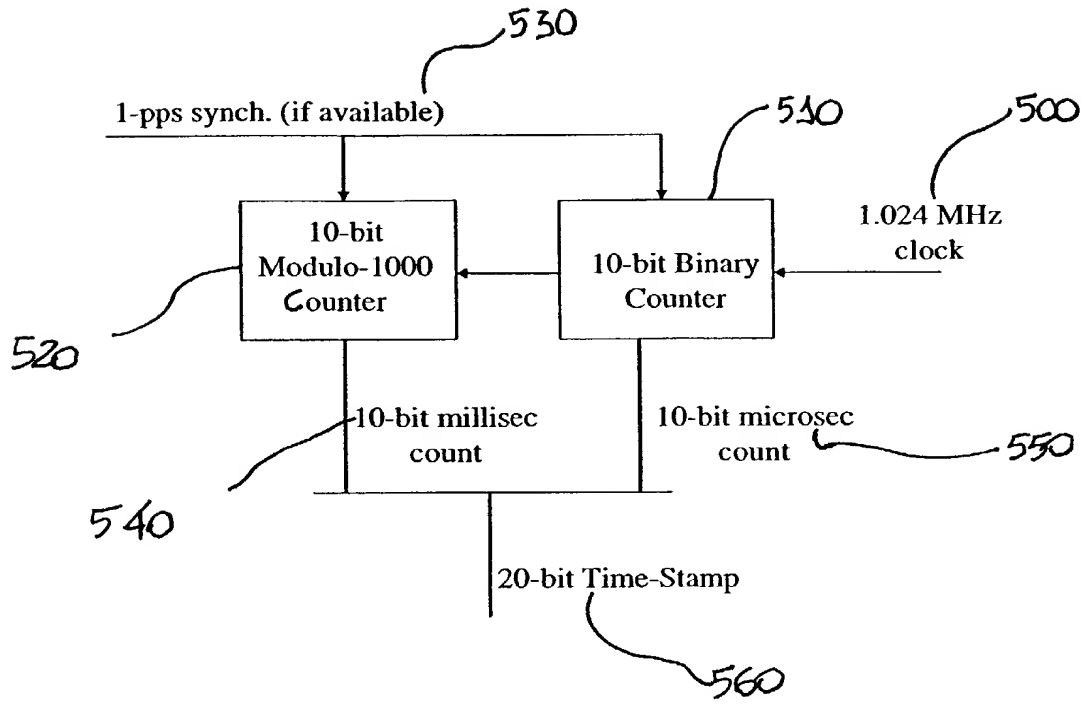 530
1-pps synch. (if available)
510
500
1.024 MHz
clock
10-bit
Modulo-1000
Counter
10-bit Binary
Counter
520
10-bit millisec
count
10-bit microsec
count
550
540
20-bit Time-Stamp
560